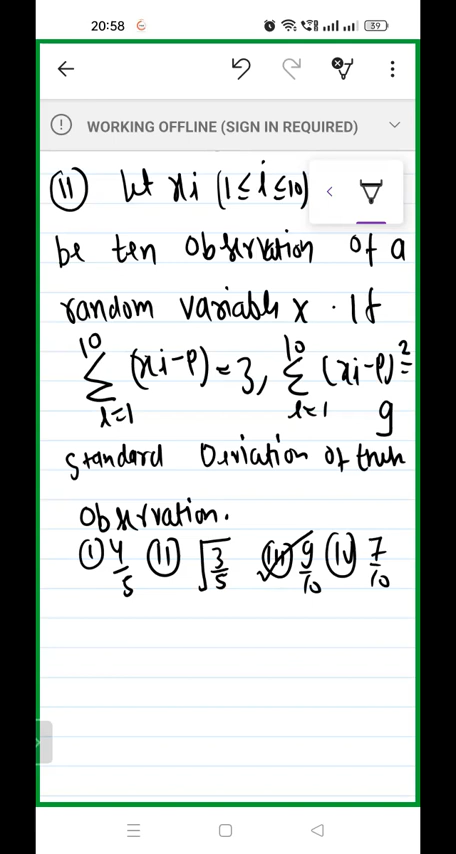 20:58 39
WORKING OFFLINE (SIGN IN REQUIRED)
(11) Let xi (1≤i≤10)
be ten Observation Of a
random variable x . If
10 Σ i=1 (xi-p) = 3, 10 Σ i=1 (xi-p)² =
9
Standard Deviation of these
Observation.
(i) 4/5 (ii) √3/5 (iii) 9/10 (iv) 7/10